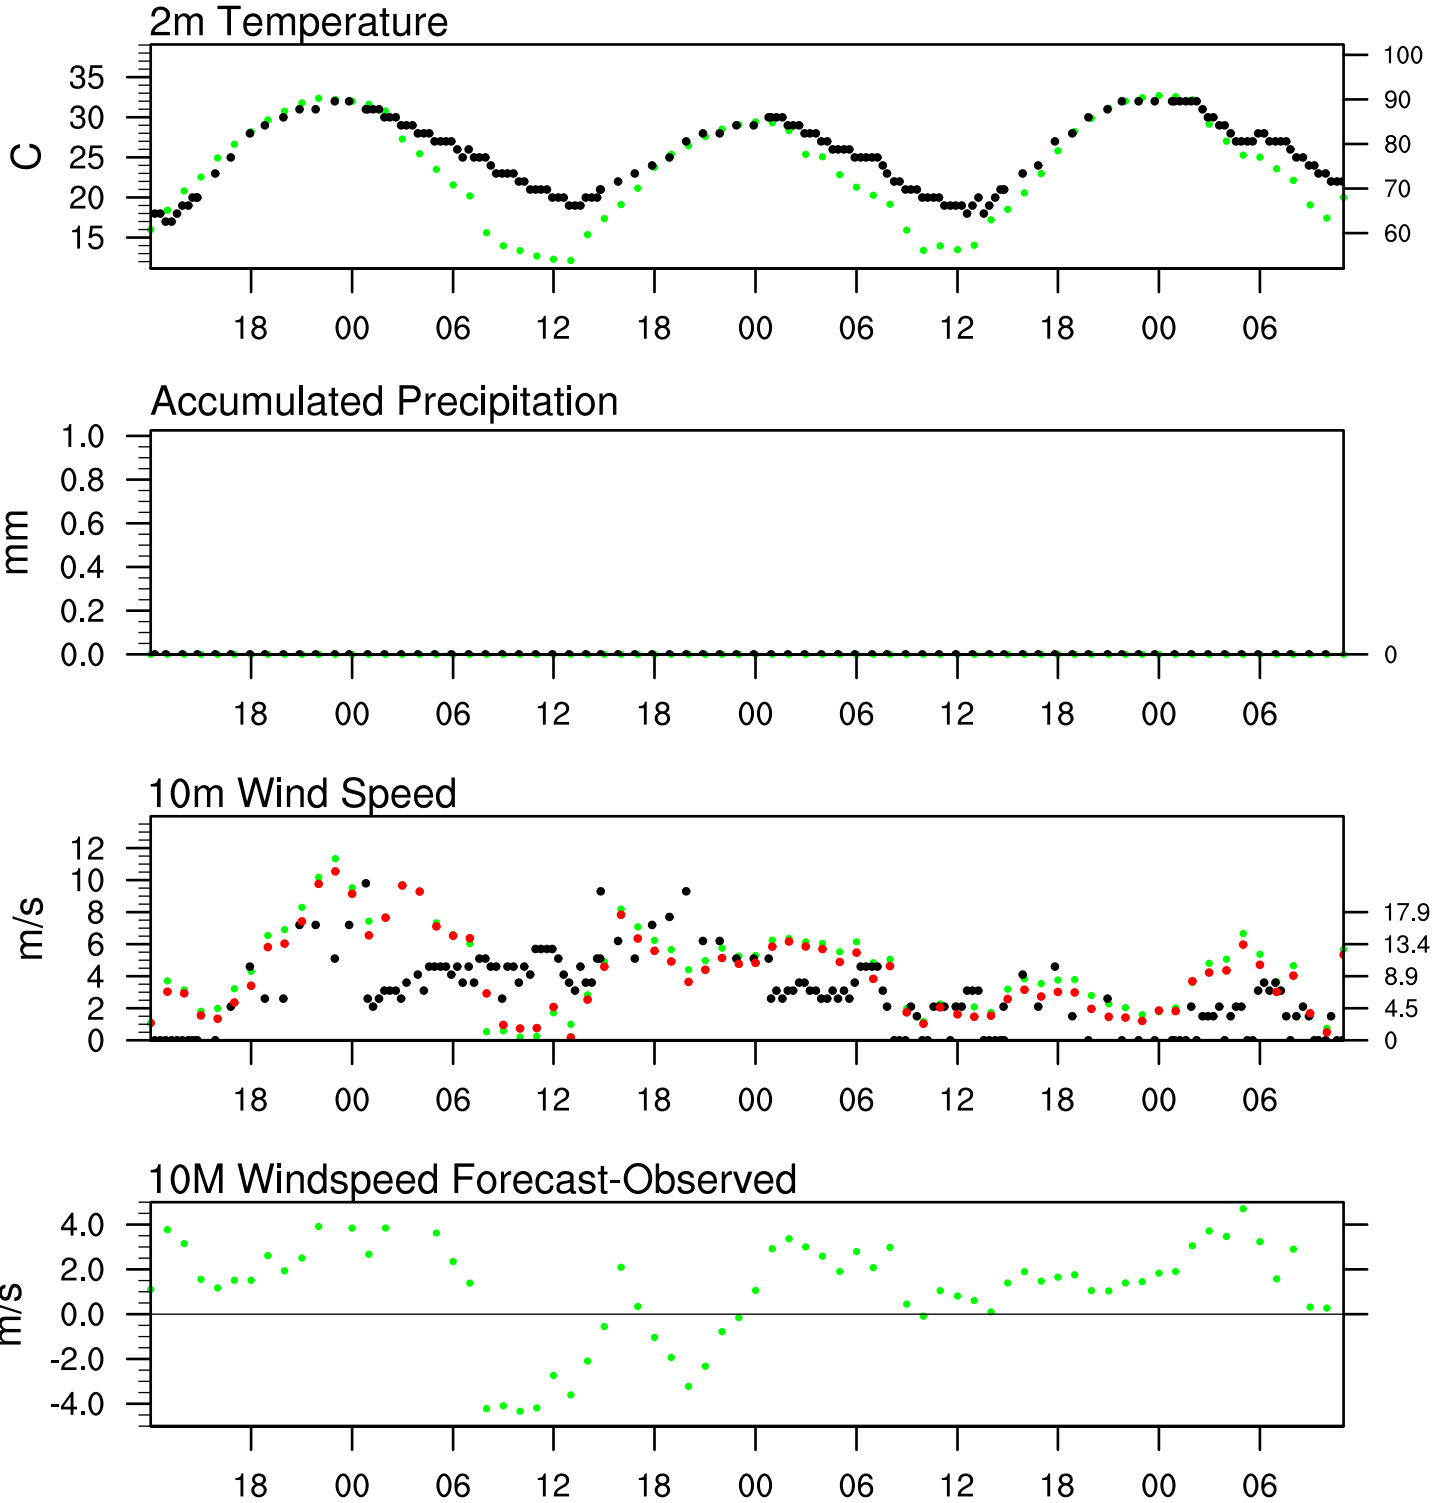 2m Temperature
35
30
25
20
15
C
100
90
80
70
60
18 00 06 12 18 00 06 12 18 00 06
Accumulated Precipitation
1.0
0.8
0.6
0.4
0.2
0.0
mm
0
18 00 06 12 18 00 06 12 18 00 06
10m Wind Speed
12
10
8
6
4
2
0
m/s
17.9
13.4
8.9
4.5
0
18 00 06 12 18 00 06 12 18 00 06
10M Windspeed Forecast-Observed
4.0
2.0
0.0
-2.0
-4.0
m/s
18 00 06 12 18 00 06 12 18 00 06